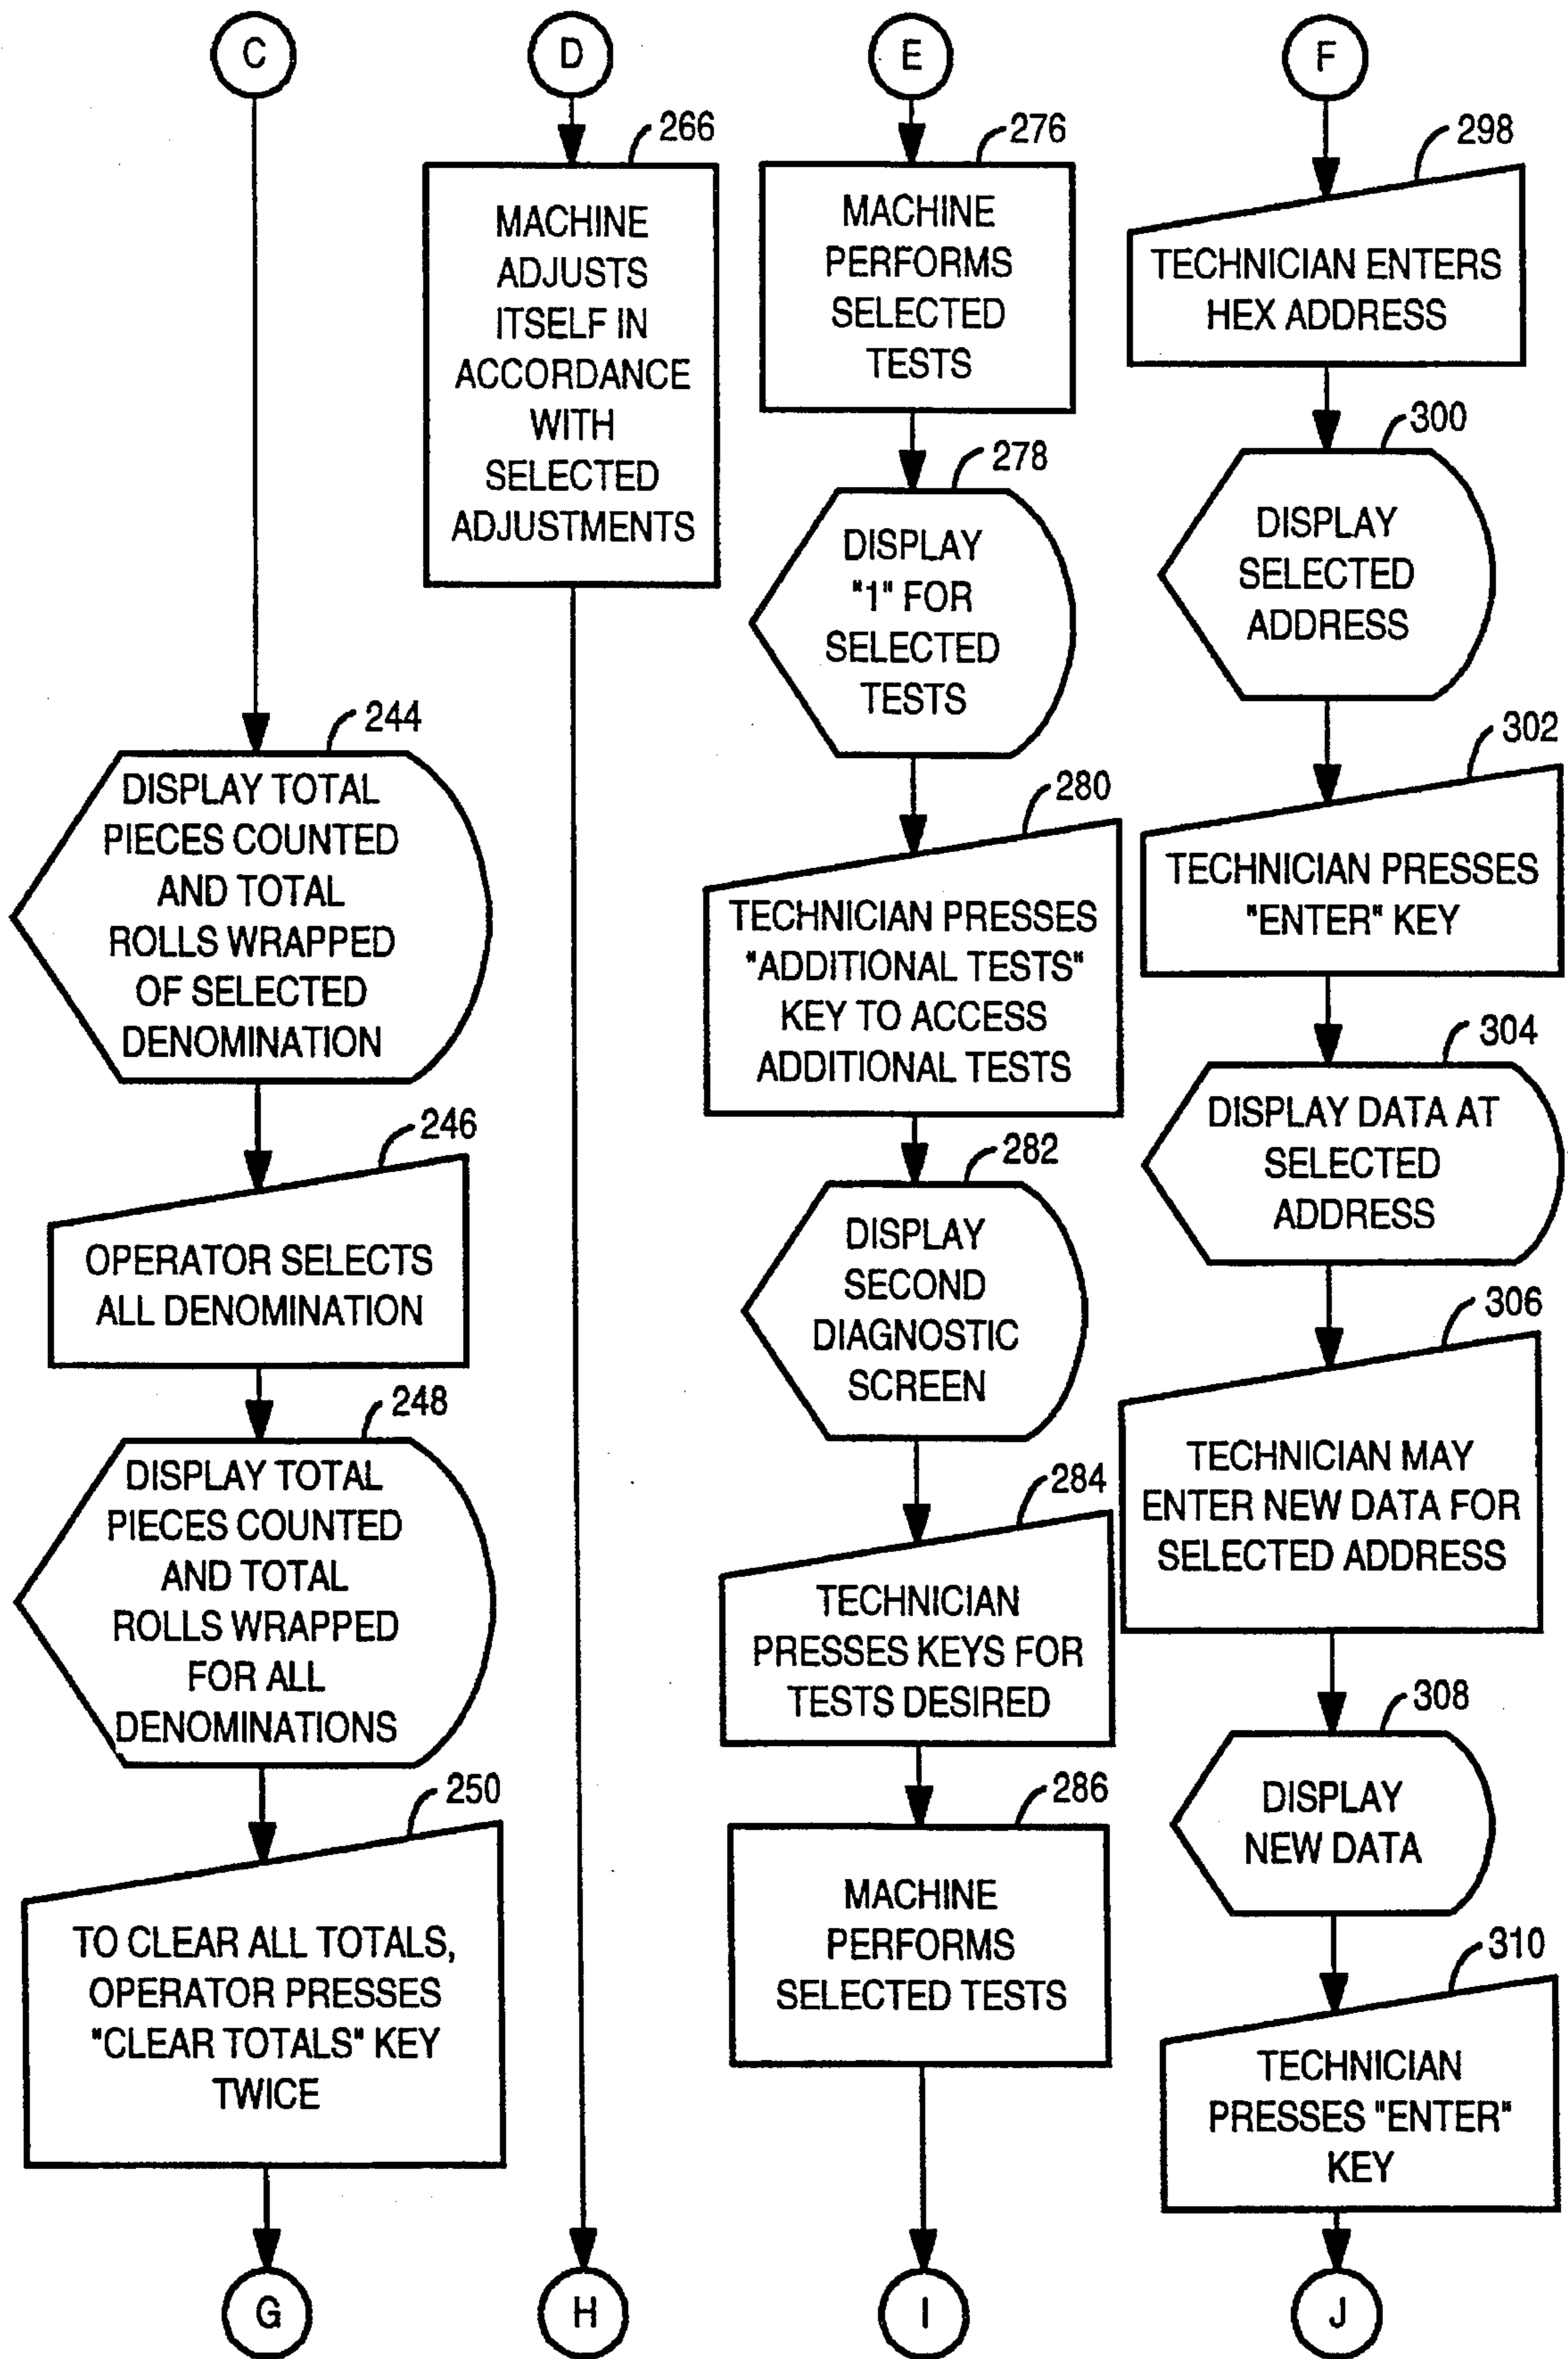 C
244
DISPLAY TOTAL
PIECES COUNTED
AND TOTAL
ROLLS WRAPPED
OF SELECTED
DENOMINATION
246
OPERATOR SELECTS
ALL DENOMINATION
248
DISPLAY TOTAL
PIECES COUNTED
AND TOTAL
ROLLS WRAPPED
FOR ALL
DENOMINATIONS
250
TO CLEAR ALL TOTALS,
OPERATOR PRESSES
"CLEAR TOTALS" KEY
TWICE
G
D
266
MACHINE
ADJUSTS
ITSELF IN
ACCORDANCE
WITH
SELECTED
ADJUSTMENTS
H
E
276
MACHINE
PERFORMS
SELECTED
TESTS
278
DISPLAY
"1" FOR
SELECTED
TESTS
280
TECHNICIAN PRESSES
"ADDITIONAL TESTS"
KEY TO ACCESS
ADDITIONAL TESTS
282
DISPLAY
SECOND
DIAGNOSTIC
SCREEN
284
TECHNICIAN
PRESSES KEYS FOR
TESTS DESIRED
286
MACHINE
PERFORMS
SELECTED TESTS
I
F
298
TECHNICIAN ENTERS
HEX ADDRESS
300
DISPLAY
SELECTED
ADDRESS
302
TECHNICIAN PRESSES
"ENTER" KEY
304
DISPLAY DATA AT
SELECTED
ADDRESS
306
TECHNICIAN MAY
ENTER NEW DATA FOR
SELECTED ADDRESS
308
DISPLAY
NEW DATA
310
TECHNICIAN
PRESSES "ENTER"
KEY
J